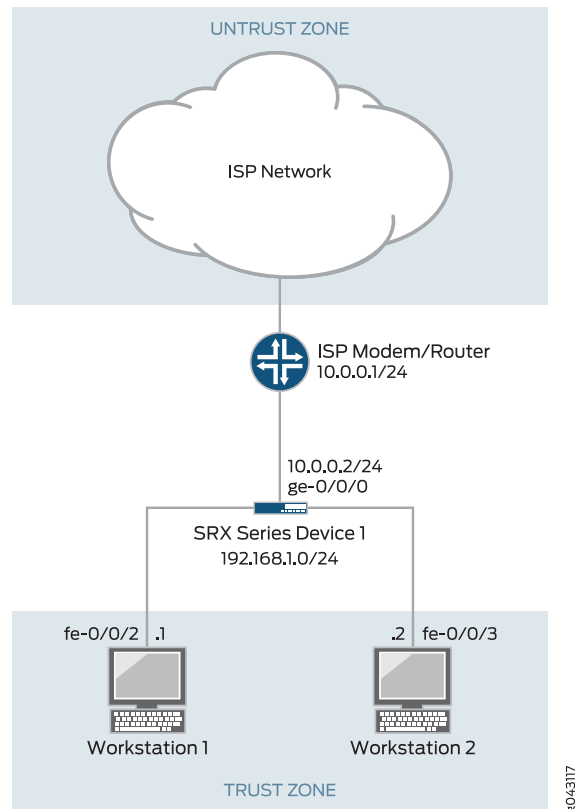 UNTRUST ZONE
ISP Network
ISP Modem/Router
10.0.0.1/24
10.0.0.2/24
ge-0/0/0
SRX Series Device 1
192.168.1.0/24
fe-0/0/2 .1
.2 fe-0/0/3
Workstation 1
Workstation 2
TRUST ZONE
g043117